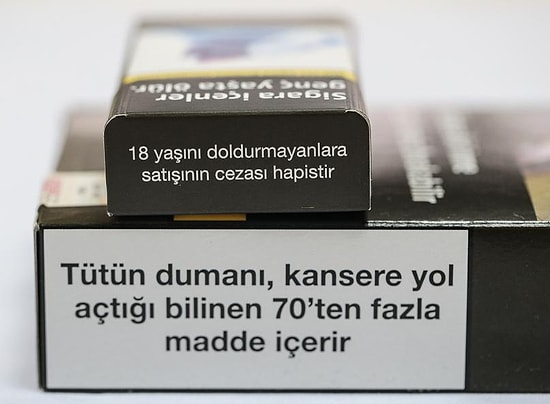 Sigara içenler
genç yaşta ölür.
18 yaşını doldurmayanlara
satışının cezası hapistir
Tütün dumanı, kansere yol
açtığı bilinen 70'ten fazla
madde içerir